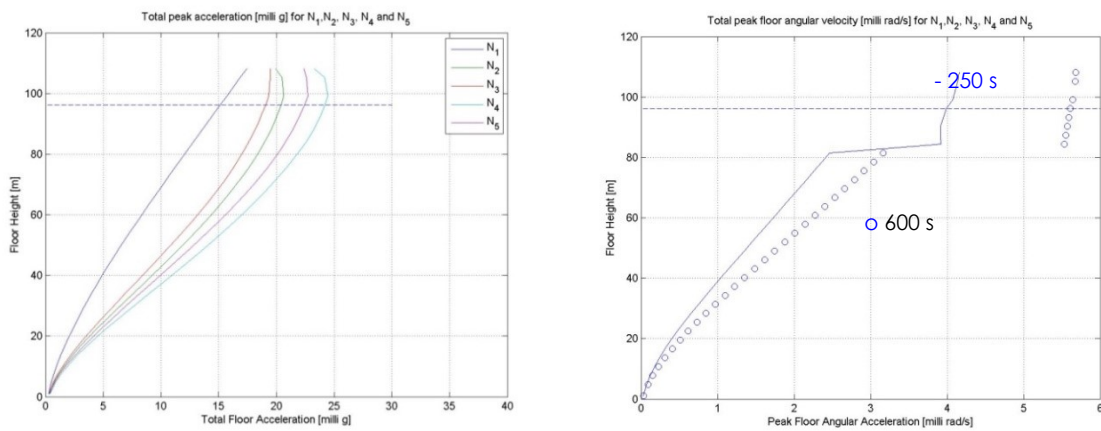 Total peak acceleration [milli g] for N₁,N₂, N₃, N₄ and N₅
120
100
80
60
40
20
0
Floor Height [m]
0 5 10 15 20 25 30 35 40
Total Floor Acceleration [milli g]
N₁
N₂
N₃
N₄
N₅
Total peak floor angular velocity [milli rad/s] for N₁,N₂, N₃, N₄ and N₅
120
100
80
60
40
20
0
Floor Height [m]
0 1 2 3 4 5 6
Peak Floor Angular Acceleration [milli rad/s]
- 250 s
600 s